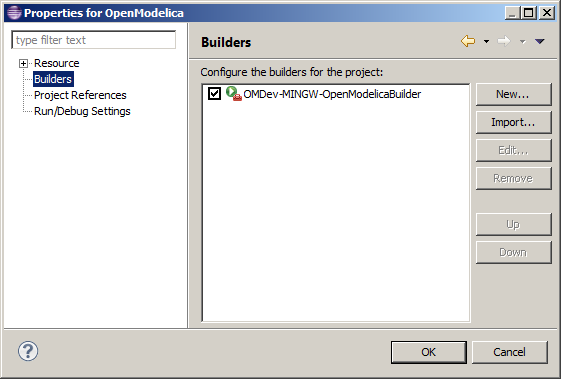 Properties for OpenModelica
type filter text
Resource
Builders
Project References
Run/Debug Settings
Builders
Configure the builders for the project:
OMDev-MINGW-OpenModelicaBuilder
New...
Import...
Edit...
Remove
Up
Down
?
OK
Cancel